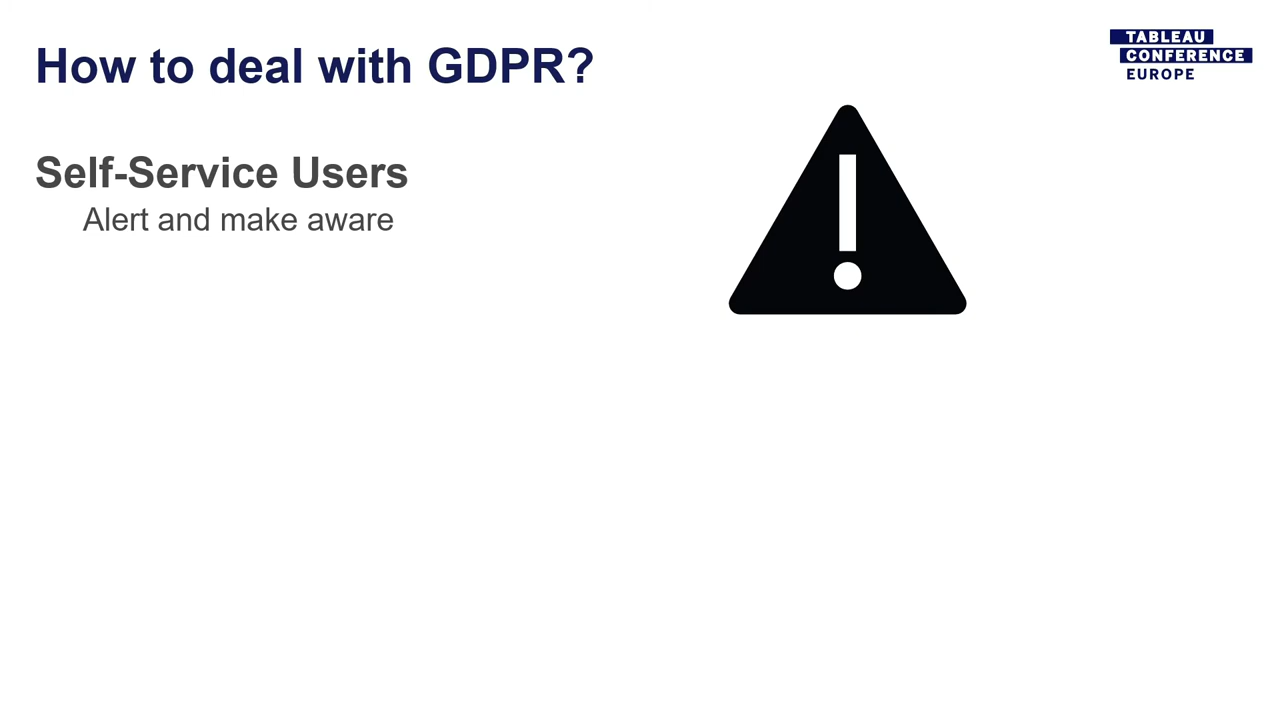 How to deal with GDPR?
TABLEAU
CONFERENCE
EUROPE
Self-Service Users
Alert and make aware